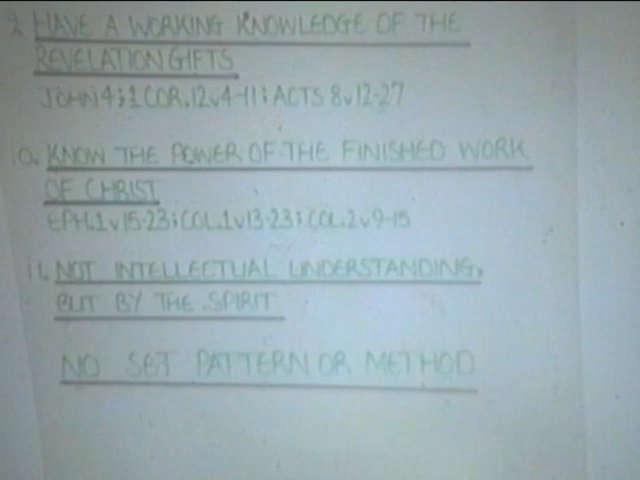 9. HAVE A WORKING KNOWLEDGE OF THE
REVELATION GIFTS
JOHN 4; 1 COR. 12 v 4-11; ACTS 8 v 12-27
10. KNOW THE POWER OF THE FINISHED WORK
OF CHRIST
EPH. 1 v 15-23; COL. 1 v 13-23; COL. 2 v 9-15
11. NOT INTELLECTUAL UNDERSTANDING,
BUT BY THE SPIRIT
NO SET PATTERN OR METHOD